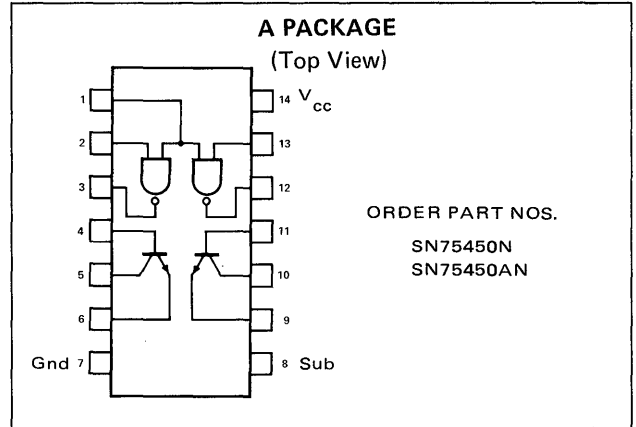 A PACKAGE
(Top View)
1 14 Vcc
2 13
3 12
ORDER PART NOS.
4 11
SN75450N
SN75450AN
5 10
6 9
Gnd 7 8 Sub